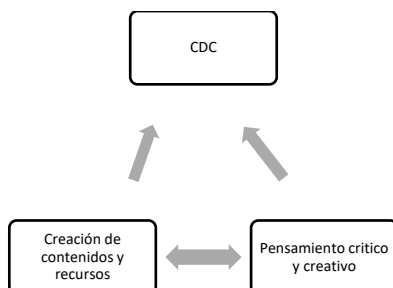 CDC
Creación de
contenidos y
recursos
Pensamiento critico
y creativo